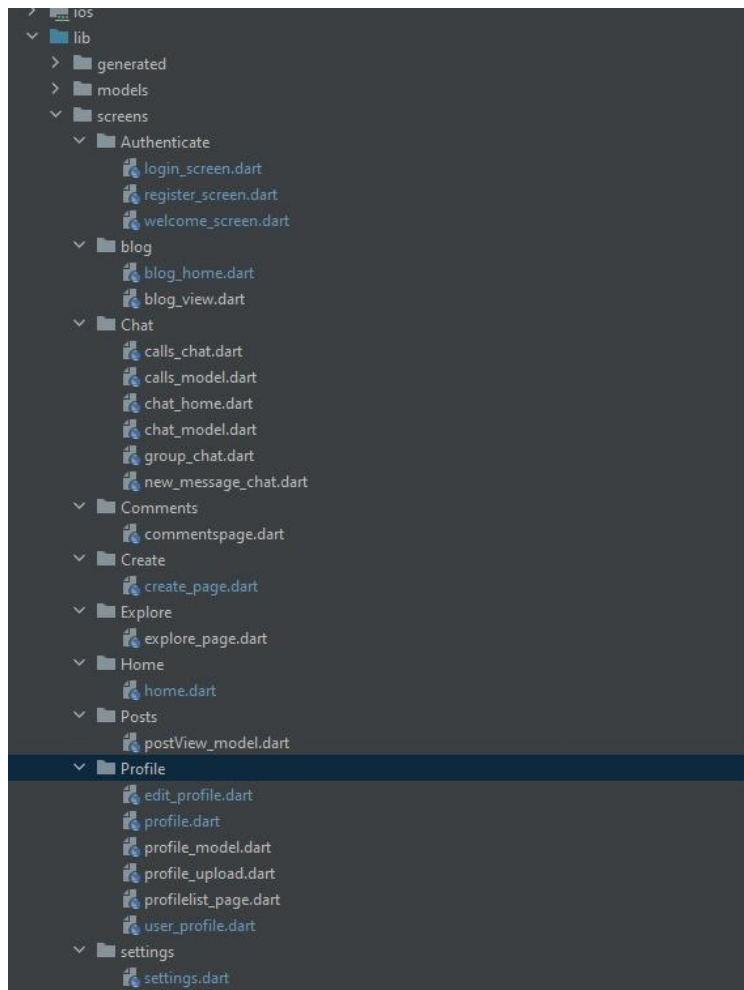 ios
lib
generated
models
screens
Authenticate
login_screen.dart
register_screen.dart
welcome_screen.dart
blog
blog_home.dart
blog_view.dart
Chat
calls_chat.dart
calls_model.dart
chat_home.dart
chat_model.dart
group_chat.dart
new_message_chat.dart
Comments
commentspage.dart
Create
create_page.dart
Explore
explore_page.dart
Home
home.dart
Posts
postView_model.dart
Profile
edit_profile.dart
profile.dart
profile_model.dart
profile_upload.dart
profilelist_page.dart
user_profile.dart
settings
settings.dart